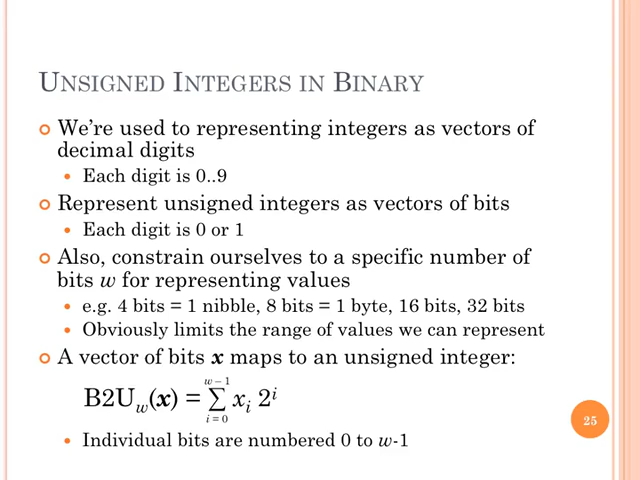 UNSIGNED INTEGERS IN BINARY
We're used to representing integers as vectors of
decimal digits
Each digit is 0..9
Represent unsigned integers as vectors of bits
Each digit is 0 or 1
Also, constrain ourselves to a specific number of
bits w for representing values
e.g. 4 bits = 1 nibble, 8 bits = 1 byte, 16 bits, 32 bits
Obviously limits the range of values we can represent
A vector of bits x maps to an unsigned integer:
B2U_w(x) = ∑_{i = 0}^{w – 1} x_i 2^i
Individual bits are numbered 0 to w-1
25